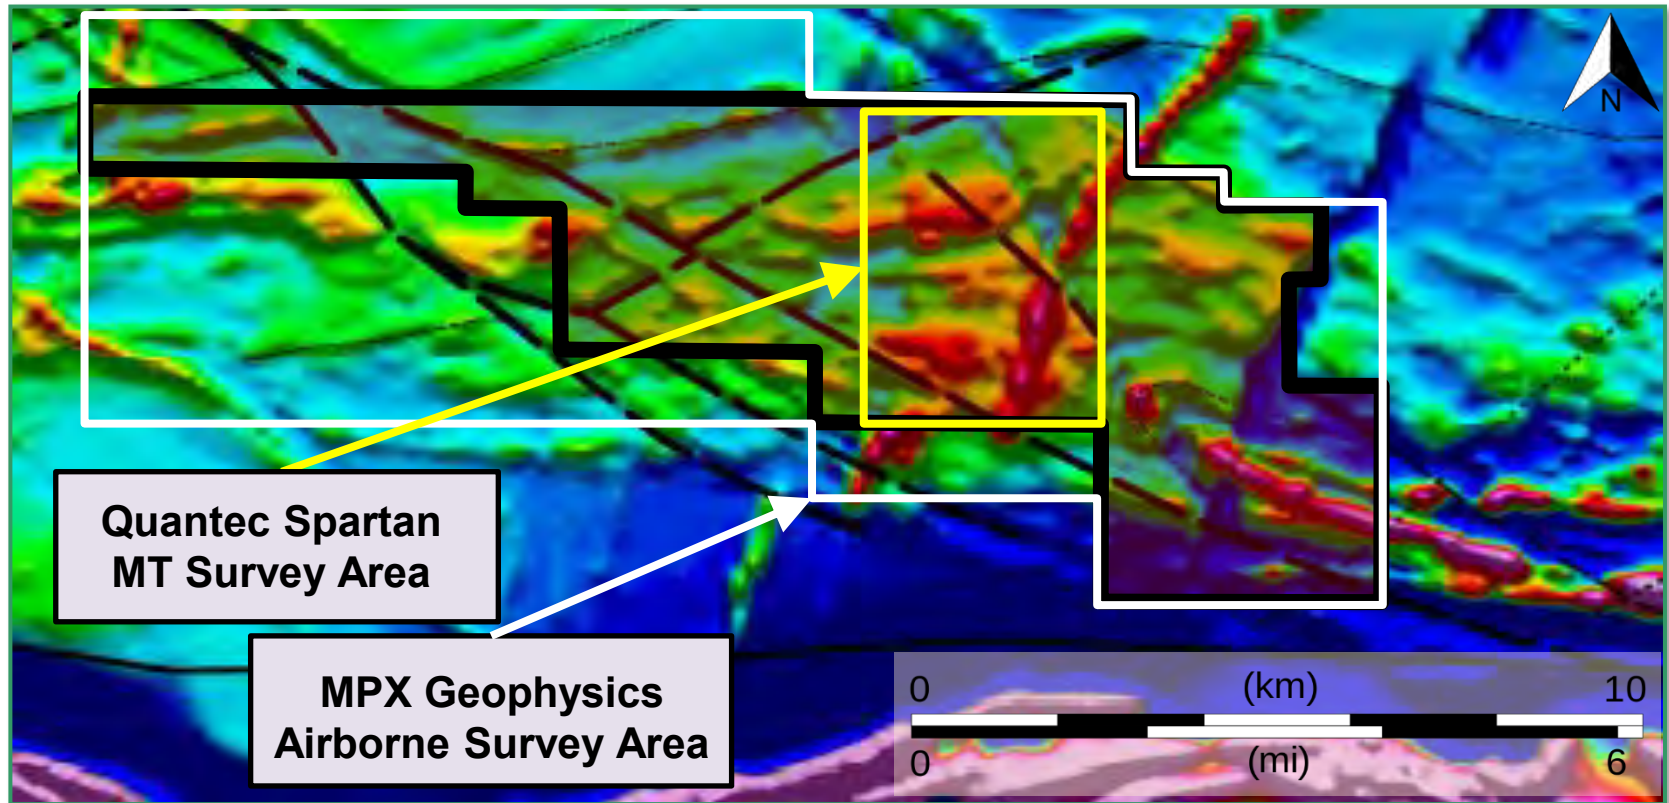 N
Quantec Spartan
MT Survey Area
MPX Geophysics
Airborne Survey Area
0 (km) 10
0 (mi) 6